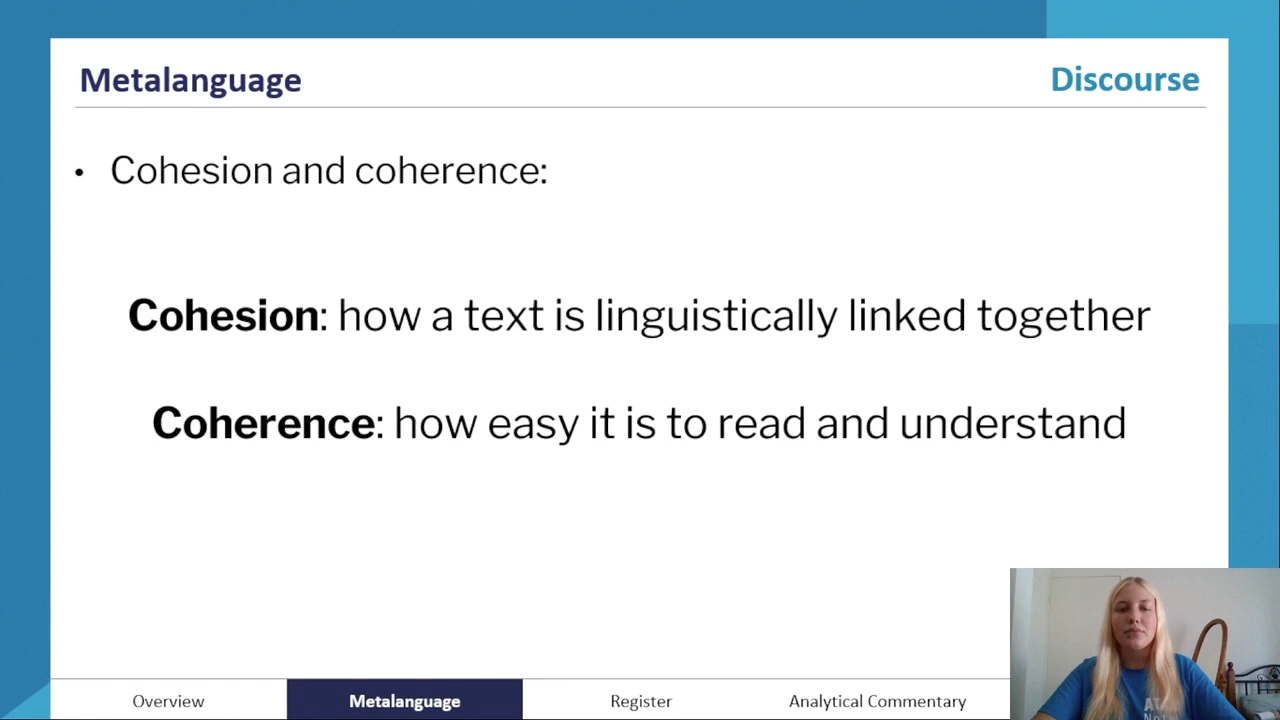 Metalanguage
Discourse
• Cohesion and coherence:
Cohesion: how a text is linguistically linked together
Coherence: how easy it is to read and understand
Overview
Metalanguage
Register
Analytical Commentary